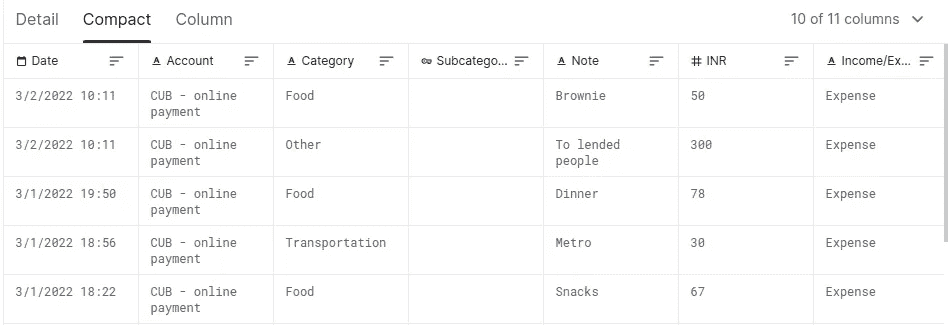 Detail Compact Column 10 of 11 columns
Date Account Category Subcatego... Note INR Income/Ex...
3/2/2022 10:11 CUB - online payment Food Brownie 50 Expense
3/2/2022 10:11 CUB - online payment Other To lended people 300 Expense
3/1/2022 19:50 CUB - online payment Food Dinner 78 Expense
3/1/2022 18:56 CUB - online payment Transportation Metro 30 Expense
3/1/2022 18:22 CUB - online payment Food Snacks 67 Expense